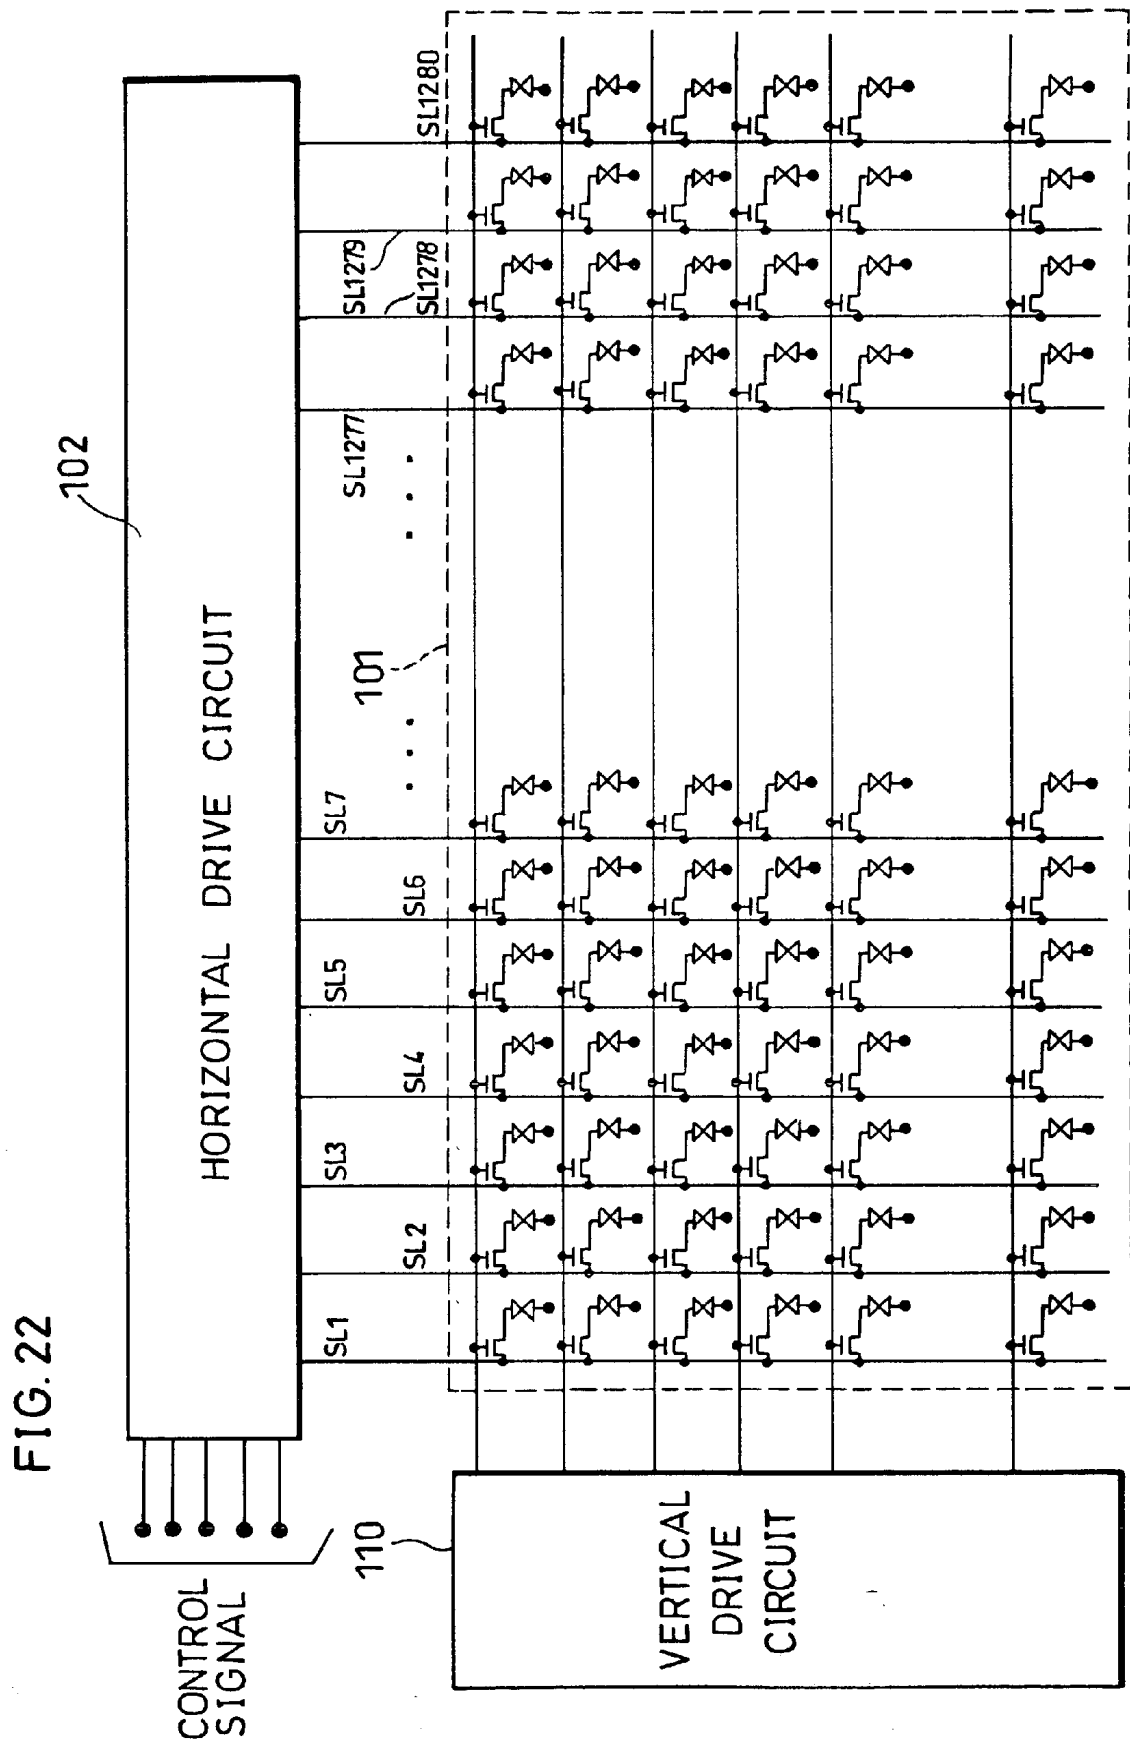 FIG. 22
CONTROL
SIGNAL
102
HORIZONTAL DRIVE CIRCUIT
SL1
SL2
SL3
SL4
SL5
SL6
SL7
. . .
. . .
SL1277
SL1278
SL1279
SL1280
101
110
VERTICAL
DRIVE
CIRCUIT